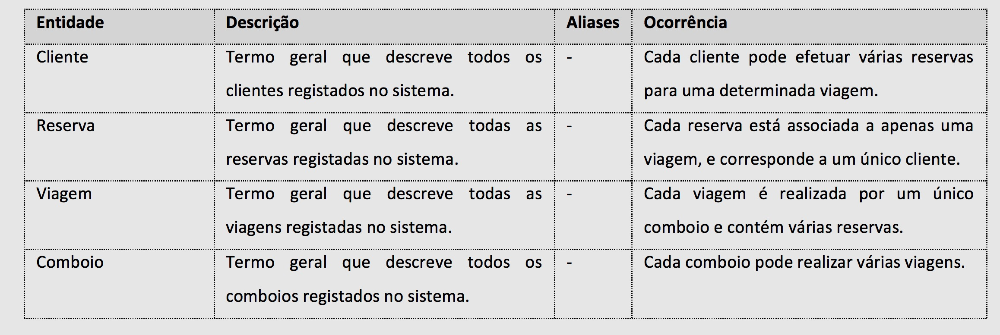 Entidade Descrição Aliases Ocorrência
Cliente Termo geral que descreve todos os - Cada cliente pode efetuar várias reservas
clientes registados no sistema. para uma determinada viagem.
Reserva Termo geral que descreve todas as - Cada reserva está associada a apenas uma
reservas registadas no sistema. viagem, e corresponde a um único cliente.
Viagem Termo geral que descreve todas as - Cada viagem é realizada por um único
viagens registadas no sistema. comboio e contém várias reservas.
Comboio Termo geral que descreve todos os - Cada comboio pode realizar várias viagens.
comboios registados no sistema.